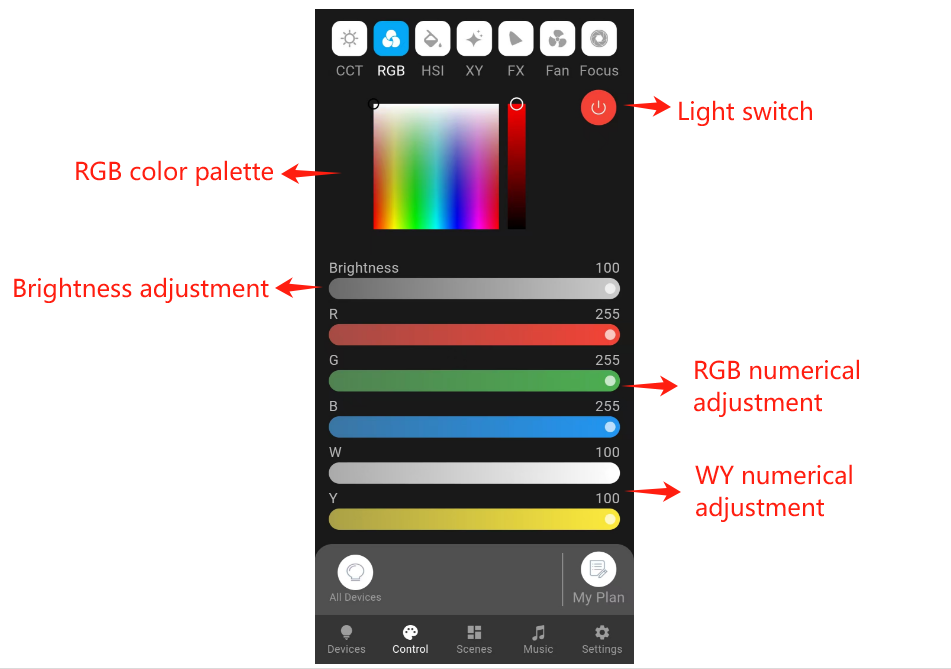 CCT RGB HSI XY FX Fan Focus
Light switch
RGB color palette
Brightness 100
Brightness adjustment
R 255
G 255
RGB numerical
adjustment
B 255
W 100
WY numerical
adjustment
Y 100
All Devices
My Plan
Devices Control Scenes Music Settings